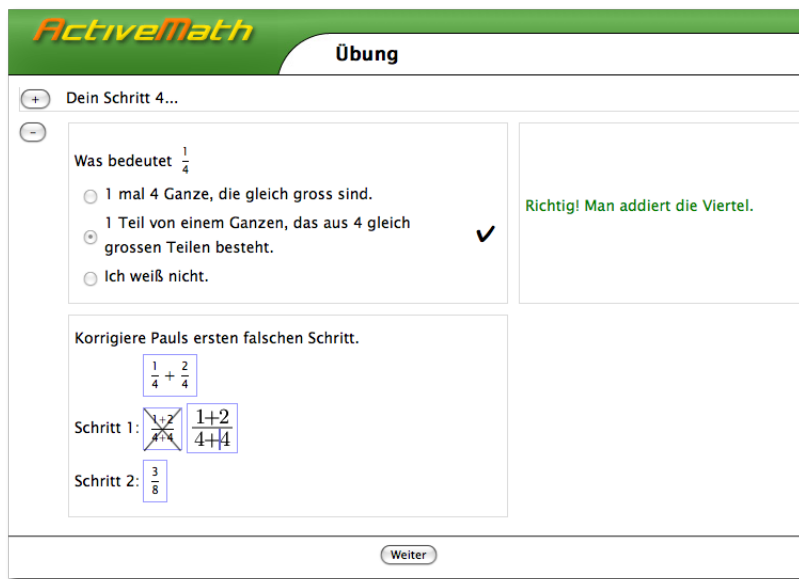 ActiveMath
Übung
+ Dein Schritt 4...
-
Was bedeutet 1/4
1 mal 4 Ganze, die gleich gross sind.
1 Teil von einem Ganzen, das aus 4 gleich
grossen Teilen besteht.
Ich weiß nicht.
Richtig! Man addiert die Viertel.
Korrigiere Pauls ersten falschen Schritt.
1/4 + 2/4
Schritt 1: (1+2)/(4+4) (1+2)/(4+4)
Schritt 2: 3/8
Weiter